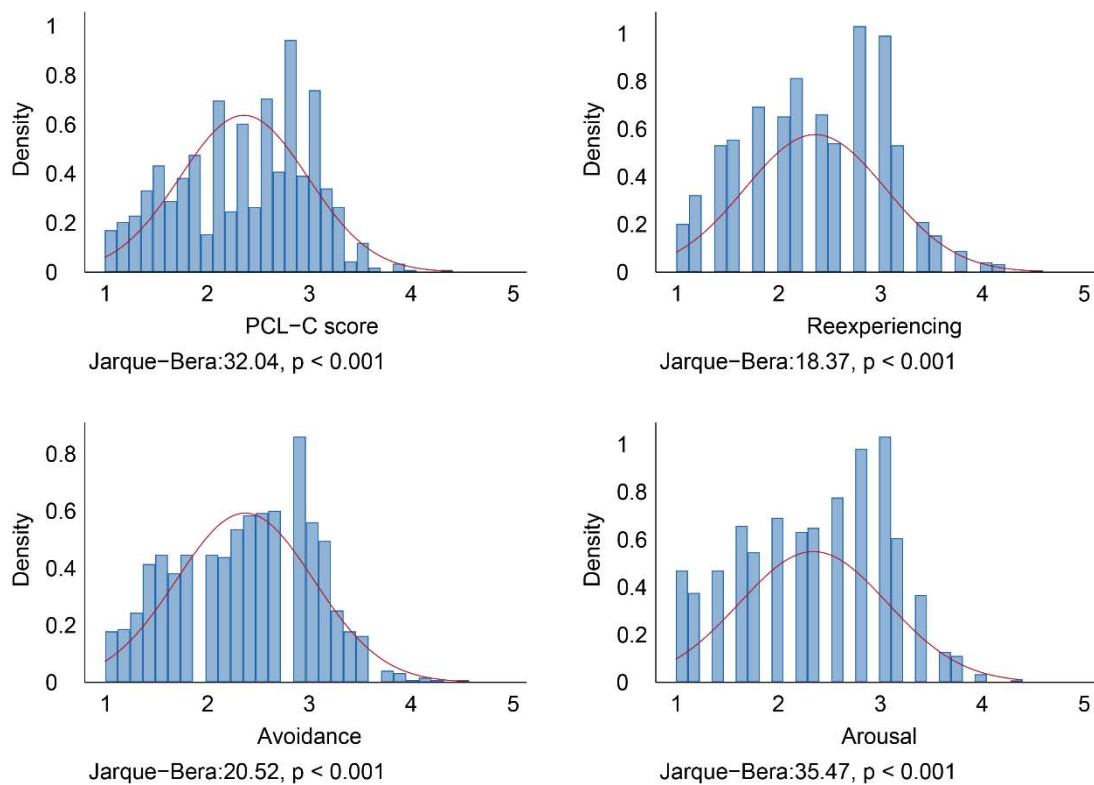 1
0.8
0.6
0.4
0.2
0
Density
1 2 3 4 5
PCL−C score
Jarque−Bera:32.04, p < 0.001
1
0.8
0.6
0.4
0.2
0
Density
1 2 3 4 5
Reexperiencing
Jarque−Bera:18.37, p < 0.001
0.8
0.6
0.4
0.2
0
Density
1 2 3 4 5
Avoidance
Jarque−Bera:20.52, p < 0.001
1
0.8
0.6
0.4
0.2
0
Density
1 2 3 4 5
Arousal
Jarque−Bera:35.47, p < 0.001